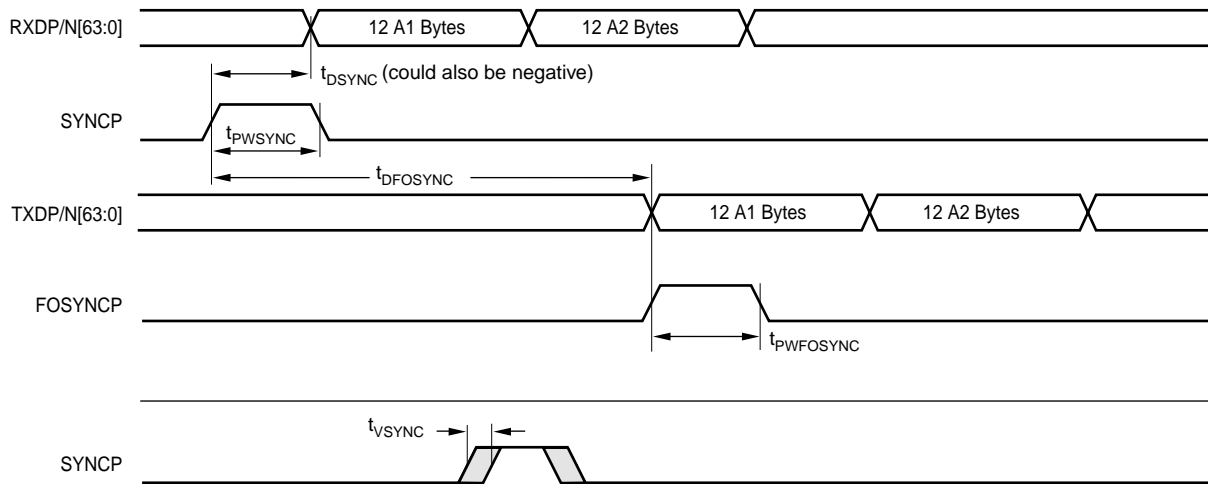 RXDP/N[63:0]
12 A1 Bytes
12 A2 Bytes
tDSYNC (could also be negative)
SYNCP
tPWSYNC
tDFOSYNC
TXDP/N[63:0]
12 A1 Bytes
12 A2 Bytes
FOSYNCP
tPWFOSYNC
tVSYNC
SYNCP